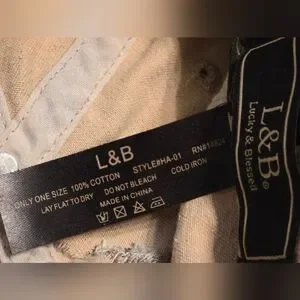 L&B
ONLY ONE SIZE 100% COTTON STYLE#HA-01
LAY FLAT TO DRY DO NOT BLEACH COLD IRON
MADE IN CHINA
L&B®
Lucky & Blessed